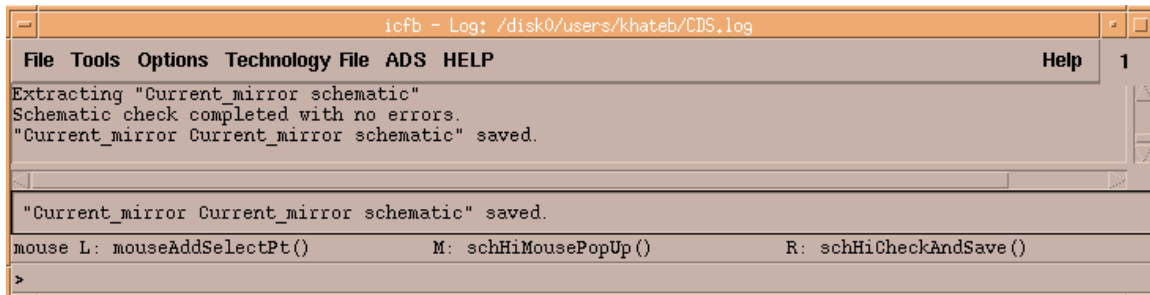 icfb - Log: /disk0/users/khateb/CDS.log
File Tools Options Technology File ADS HELP Help 1
Extracting "Current_mirror schematic"
Schematic check completed with no errors.
"Current_mirror Current_mirror schematic" saved.
"Current_mirror Current_mirror schematic" saved.
mouse L: mouseAddSelectPt() M: schHiMousePopUp() R: schHiCheckAndSave()
>